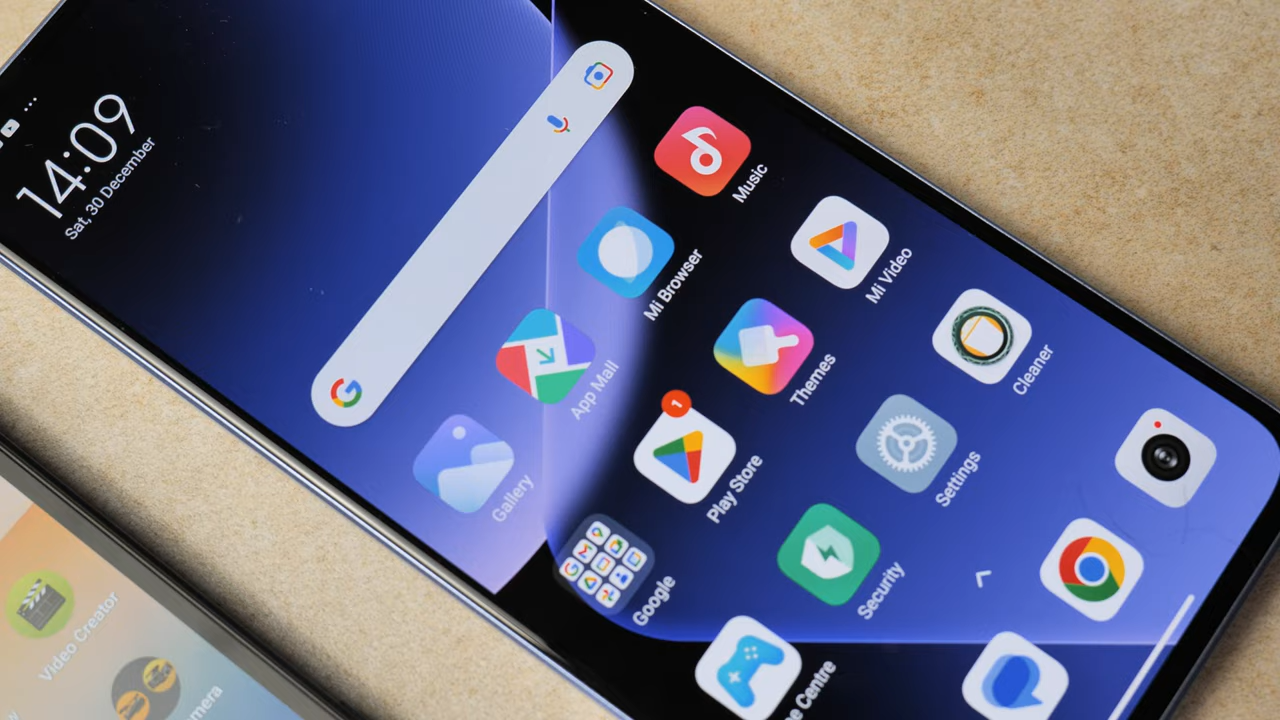 14:09
Sat, 30 December
Gallery
App Mall
Mi Browser
Music
Google
1
Play Store
Themes
Mi Video
Security
Settings
Cleaner
Centre
Video Creator